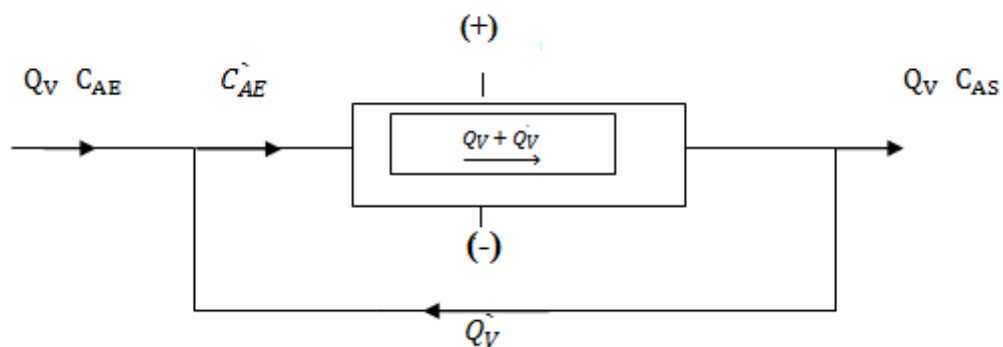 (+)
Q_V C_AE
C`_AE
Q_V C_AS
Q_V + Q`_V
(-)
Q`_V